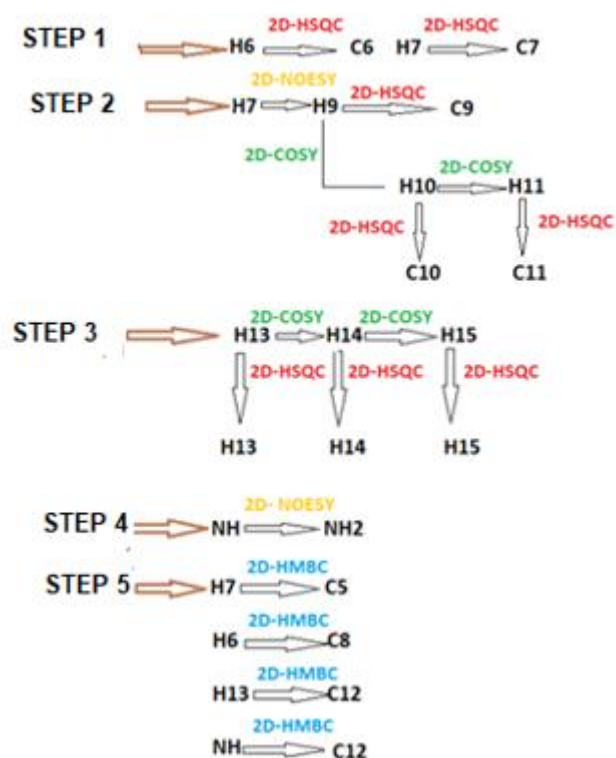 2D-HSQC 2D-HSQC
STEP 1 H6 C6 H7 C7
2D-NOESY 2D-HSQC
STEP 2 H7 H9 C9
2D-COSY 2D-COSY
H10 H11
2D-HSQC 2D-HSQC
C10 C11
2D-COSY 2D-COSY
STEP 3 H13 H14 H15
2D-HSQC 2D-HSQC 2D-HSQC
H13 H14 H15
2D- NOESY
STEP 4 NH NH2
2D-HMBC
STEP 5 H7 C5
2D-HMBC
H6 C8
2D-HMBC
H13 C12
2D-HMBC
NH C12